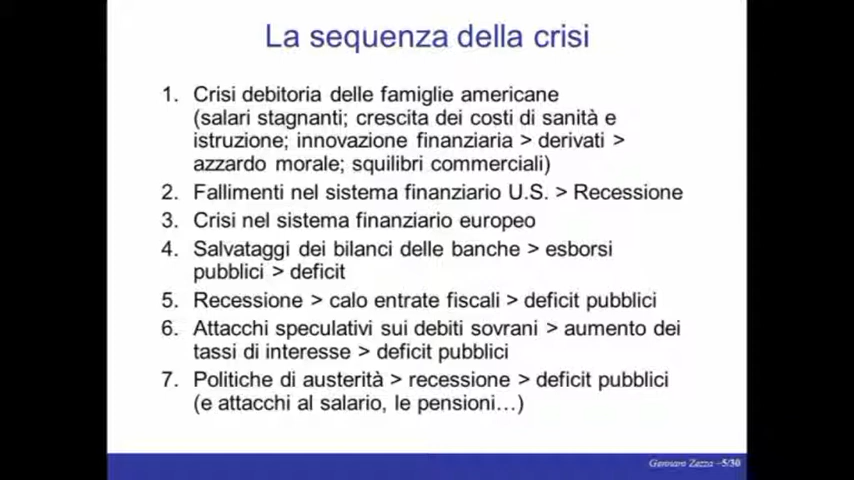 La sequenza della crisi
1. Crisi debitoria delle famiglie americane
(salari stagnanti; crescita dei costi di sanità e
istruzione; innovazione finanziaria > derivati >
azzardo morale; squilibri commerciali)
2. Fallimenti nel sistema finanziario U.S. > Recessione
3. Crisi nel sistema finanziario europeo
4. Salvataggi dei bilanci delle banche > esborsi
pubblici > deficit
5. Recessione > calo entrate fiscali > deficit pubblici
6. Attacchi speculativi sui debiti sovrani > aumento dei
tassi di interesse > deficit pubblici
7. Politiche di austerità > recessione > deficit pubblici
(e attacchi al salario, le pensioni…)
Gennaro Zezza –5/30